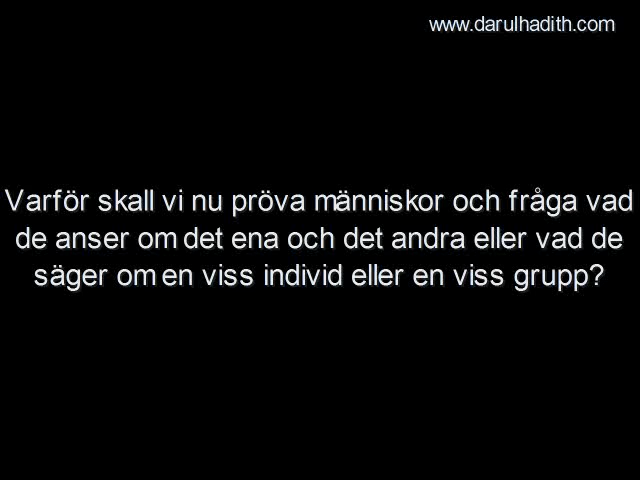 www.darulhadith.com
Varför skall vi nu pröva människor och fråga vad
de anser om det ena och det andra eller vad de
säger om en viss individ eller en viss grupp?